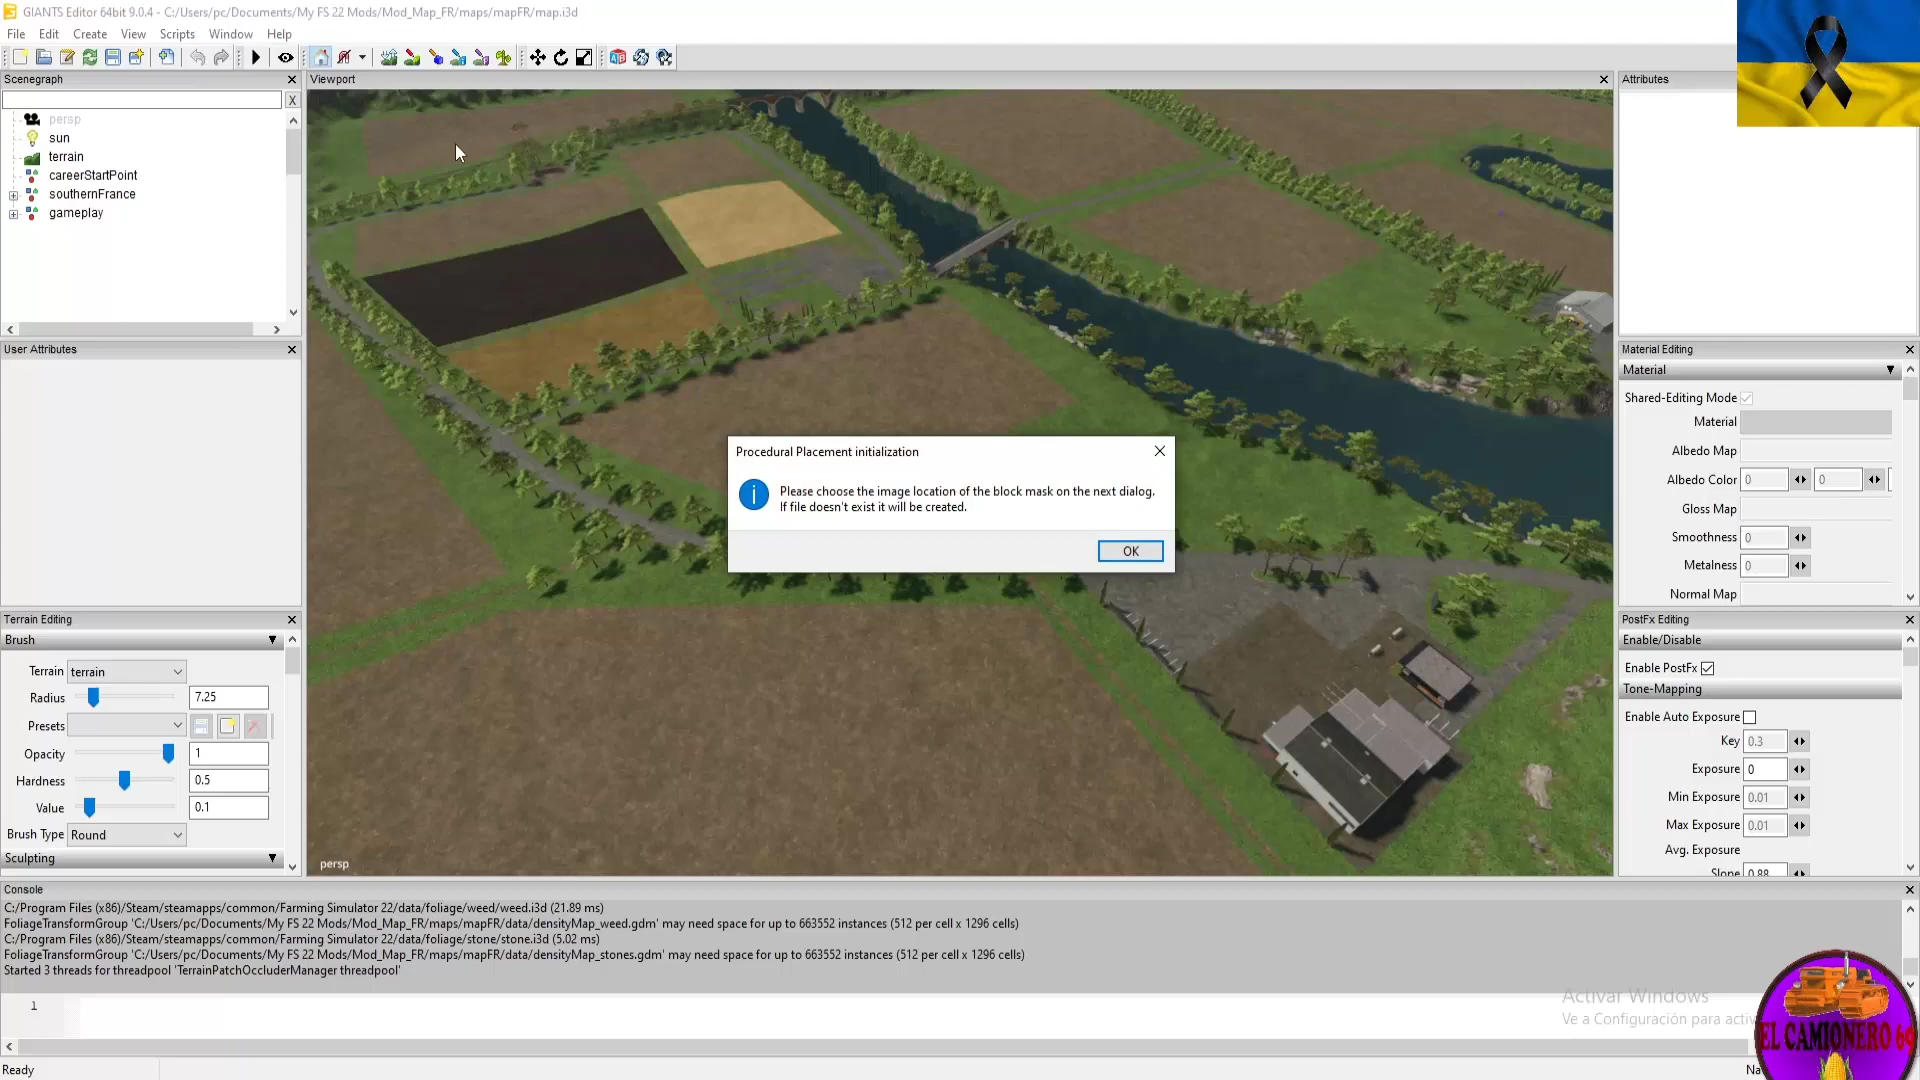 GIANTS Editor 64bit 9.0.4 - C:/Users/pc/Documents/My FS 22 Mods/Mod_Map_FR/maps/mapFR/map.i3d
File Edit Create View Scripts Window Help
Scenegraph
X
persp
sun
terrain
careerStartPoint
southernFrance
gameplay
User Attributes
Terrain Editing
Brush
Terrain terrain
Radius 7.25
Presets
Opacity 1
Hardness 0.5
Value 0.1
Brush Type Round
Sculpting
Viewport
Procedural Placement initialization
Please choose the image location of the block mask on the next dialog.
If file doesn't exist it will be created.
OK
persp
Attributes
Material Editing
Material
Shared-Editing Mode
Material
Albedo Map
Albedo Color 0 0
Gloss Map
Smoothness 0
Metalness 0
Normal Map
PostFx Editing
Enable/Disable
Enable PostFx
Tone-Mapping
Enable Auto Exposure
Key 0.3
Exposure 0
Min Exposure 0.01
Max Exposure 0.01
Avg. Exposure
Slope 0.88
Console
C:/Program Files (x86)/Steam/steamapps/common/Farming Simulator 22/data/foliage/weed/weed.i3d (21.89 ms)
FoliageTransformGroup 'C:/Users/pc/Documents/My FS 22 Mods/Mod_Map_FR/maps/mapFR/data/densityMap_weed.gdm' may need space for up to 663552 instances (512 per cell x 1296 cells)
C:/Program Files (x86)/Steam/steamapps/common/Farming Simulator 22/data/foliage/stone/stone.i3d (5.02 ms)
FoliageTransformGroup 'C:/Users/pc/Documents/My FS 22 Mods/Mod_Map_FR/maps/mapFR/data/densityMap_stones.gdm' may need space for up to 663552 instances (512 per cell x 1296 cells)
Started 3 threads for threadpool 'TerrainPatchOccluderManager threadpool'
1
Activar Windows
Ve a Configuración para activ
EL CAMIONERO
Ready
Na